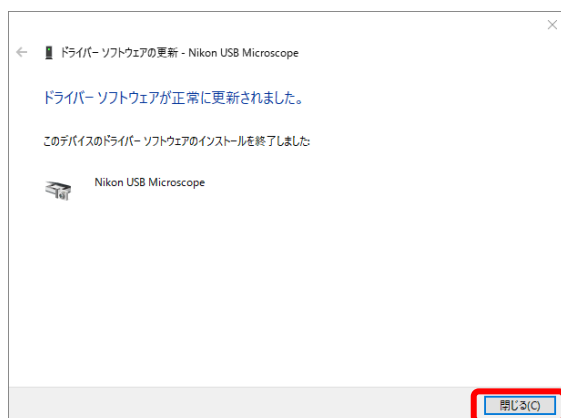 ドライバー ソフトウェアの更新 - Nikon USB Microscope
ドライバー ソフトウェアが正常に更新されました。
このデバイスのドライバー ソフトウェアのインストールを終了しました:
Nikon USB Microscope
閉じる(C)